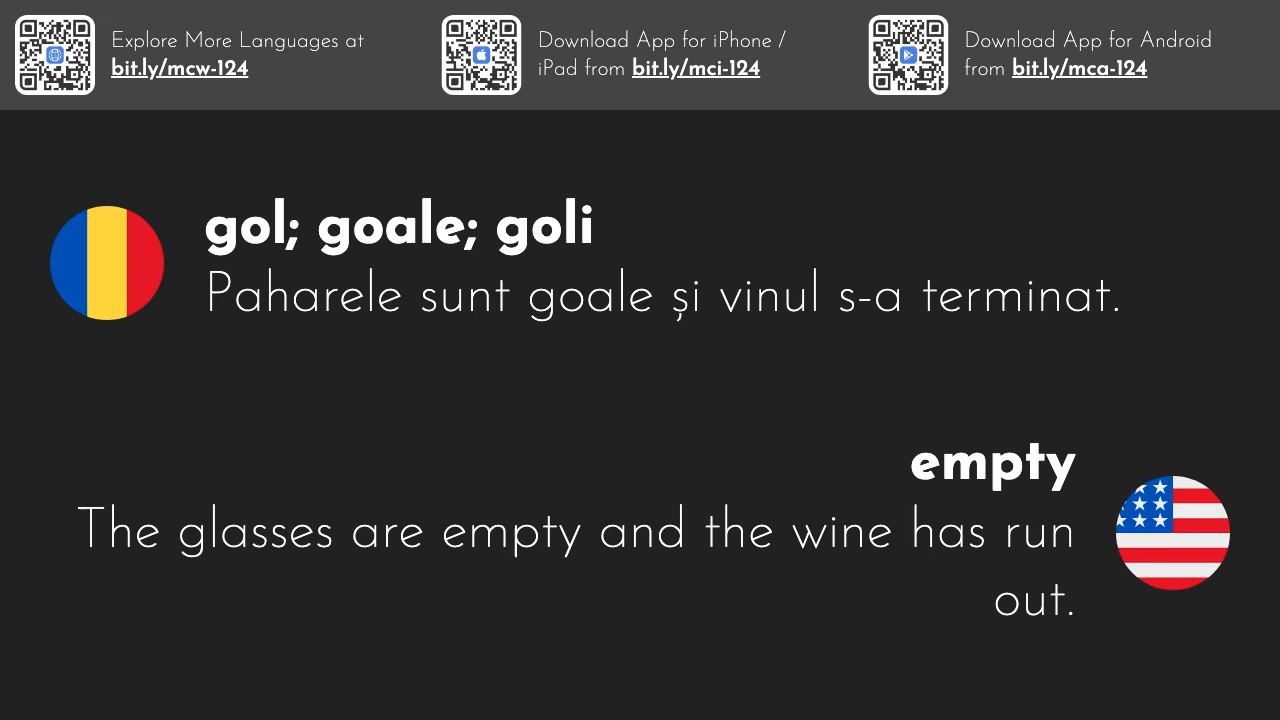 Explore More Languages at
bit.ly/mcw-124
Download App for iPhone /
iPad from bit.ly/mci-124
Download App for Android
from bit.ly/mca-124
gol; goale; goli
Paharele sunt goale și vinul s-a terminat.
empty
The glasses are empty and the wine has run
out.